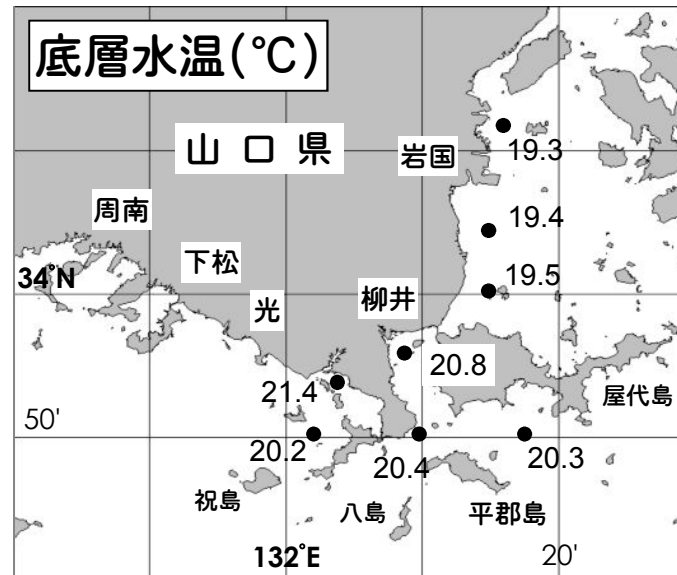 底層水温(℃)
山口県
岩国
19.3
周南
19.4
下松
34°N
19.5
光
柳井
20.8
21.4
屋代島
50'
20.2
20.4
20.3
祝島
八島
平郡島
132°E
20'